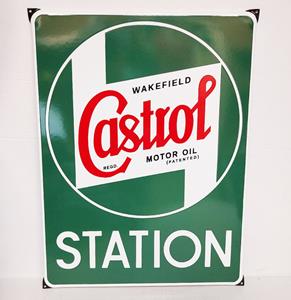 WAKEFIELD
Castrol
REGD. MOTOR OIL
(PATENTED)
STATION